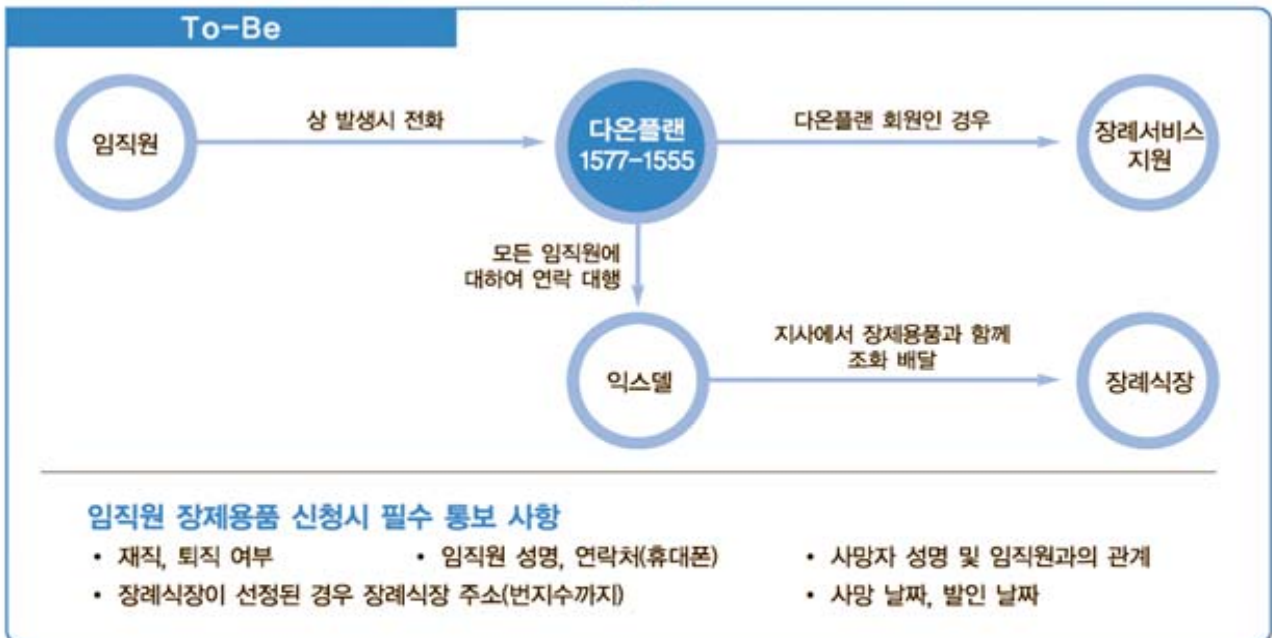 To-Be
임직원
상 발생시 전화
다온플랜
1577-1555
다온플랜 회원인 경우
장례서비스
지원
모든 임직원에
대하여 연락 대행
익스델
지사에서 장제용품과 함께
조화 배달
장례식장
임직원 장제용품 신청시 필수 통보 사항
• 재직, 퇴직 여부 • 임직원 성명, 연락처(휴대폰) • 사망자 성명 및 임직원과의 관계
• 장례식장이 선정된 경우 장례식장 주소(번지수까지) • 사망 날짜, 발인 날짜